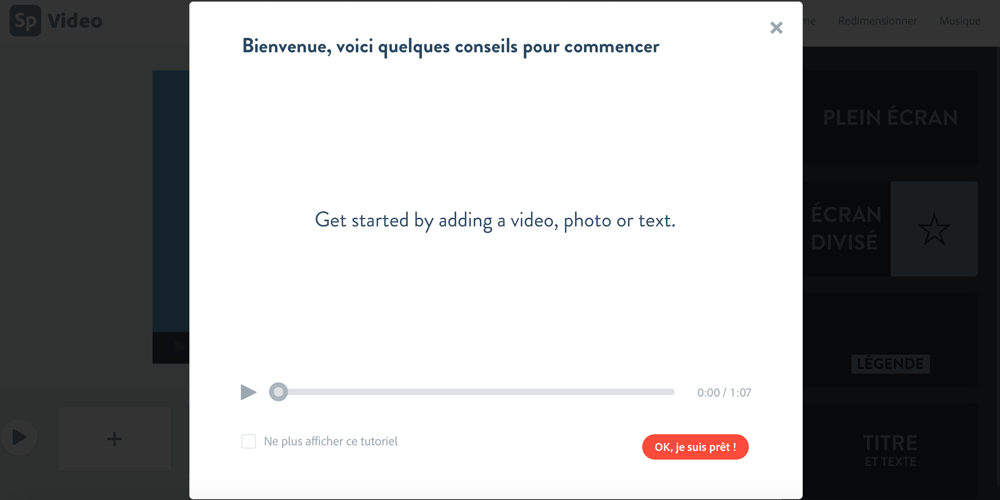 Sp Video
Redimensionner
Musique
Bienvenue, voici quelques conseils pour commencer
Get started by adding a video, photo or text.
0:00 / 1:07
Ne plus afficher ce tutoriel
OK, je suis prêt !
PLEIN ÉCRAN
ÉCRAN
DIVISÉ
LÉGENDE
TITRE
ET TEXTE